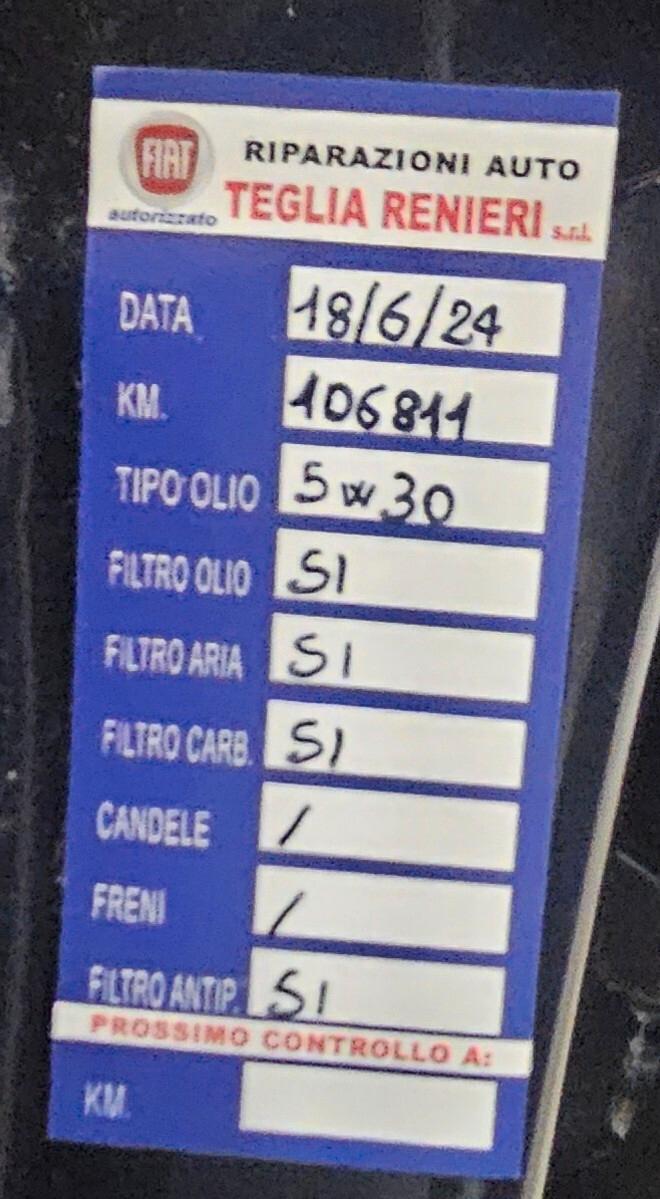 FIAT
autorizzato
RIPARAZIONI AUTO
TEGLIA RENIERI s.r.l.
DATA 18/6/24
KM. 106811
TIPO OLIO 5w30
FILTRO OLIO SI
FILTRO ARIA SI
FILTRO CARB. SI
CANDELE /
FRENI /
FILTRO ANTIP. SI
PROSSIMO CONTROLLO A:
KM.